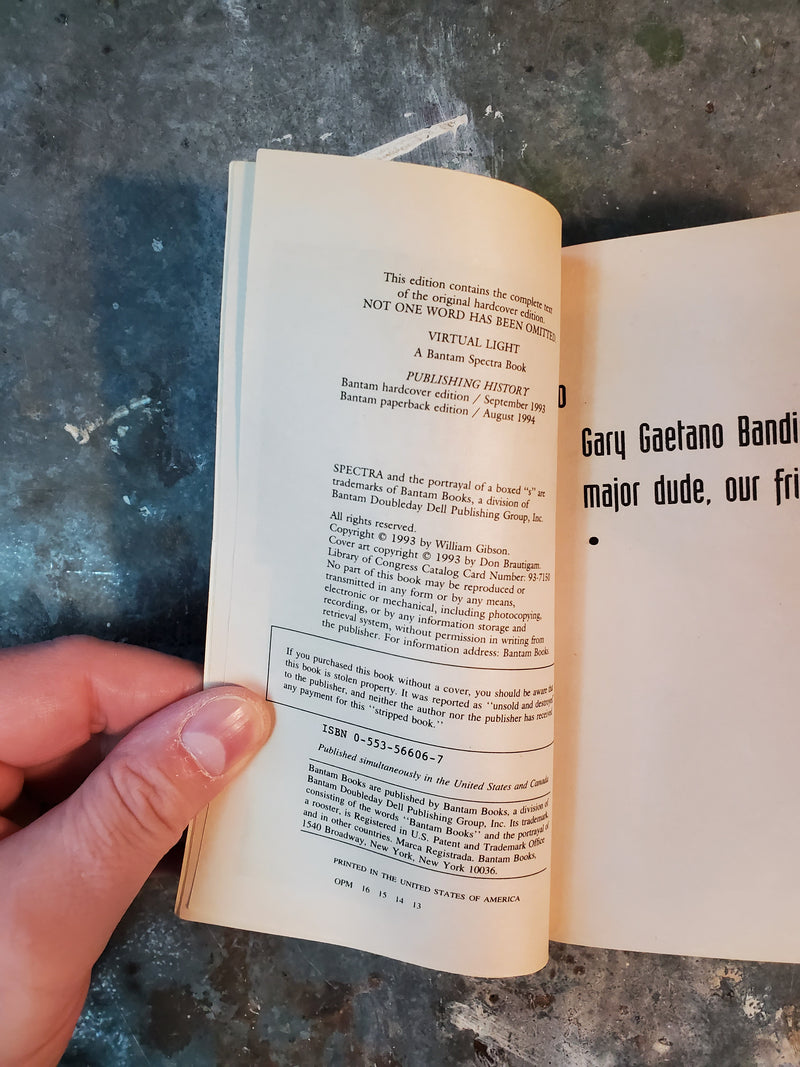 This edition contains the complete text
of the original hardcover edition.
NOT ONE WORD HAS BEEN OMITTED
VIRTUAL LIGHT
A Bantam Spectra Book
PUBLISHING HISTORY
Bantam hardcover edition / September 1993
Bantam paperback edition / August 1994
SPECTRA and the portrayal of a boxed "s" are
trademarks of Bantam Books, a division of
Bantam Doubleday Dell Publishing Group, Inc.
All rights reserved.
Copyright © 1993 by William Gibson.
Cover art copyright © 1993 by Don Brautigam.
Library of Congress Catalog Card Number: 93-7150
No part of this book may be reproduced or
transmitted in any form or by any means,
electronic or mechanical, including photocopying,
recording, or by any information storage and
retrieval system, without permission in writing from
the publisher. For information address: Bantam Books.
If you purchased this book without a cover, you should be aware that
this book is stolen property. It was reported as "unsold and destroyed
to the publisher, and neither the author nor the publisher has received
any payment for this "stripped book."
ISBN 0-553-56606-7
Published simultaneously in the United States and Canada
Bantam Books are published by Bantam Books, a division of
Bantam Doubleday Dell Publishing Group, Inc. Its trademark,
consisting of the words "Bantam Books" and the portrayal of
a rooster, is Registered in U.S. Patent and Trademark Office
and in other countries. Marca Registrada. Bantam Books,
1540 Broadway, New York, New York 10036.
PRINTED IN THE UNITED STATES OF AMERICA
OPM 16 15 14 13
D
Gary Gaetano Bandi
major dude, our fri
•